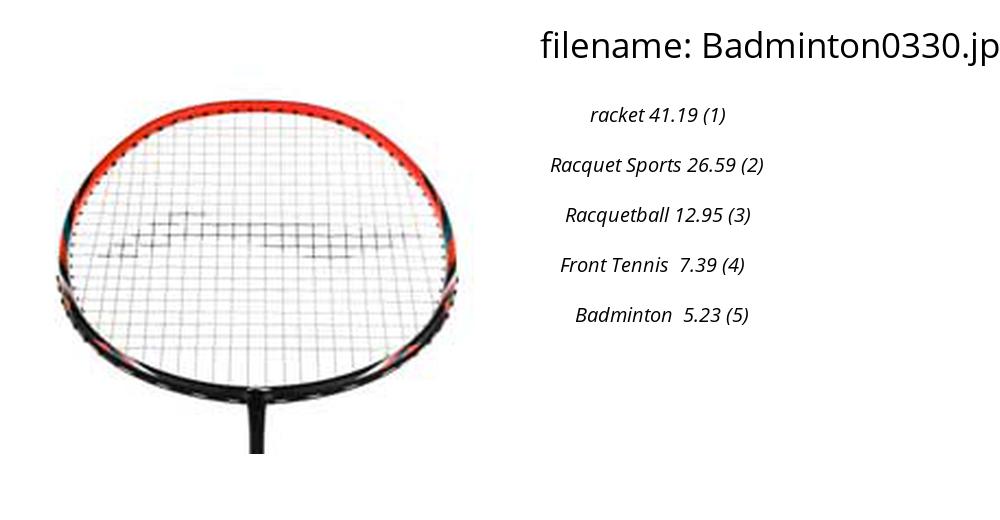 filename: Badminton0330.jp
racket 41.19 (1)
Racquet Sports 26.59 (2)
Racquetball 12.95 (3)
Front Tennis 7.39 (4)
Badminton 5.23 (5)